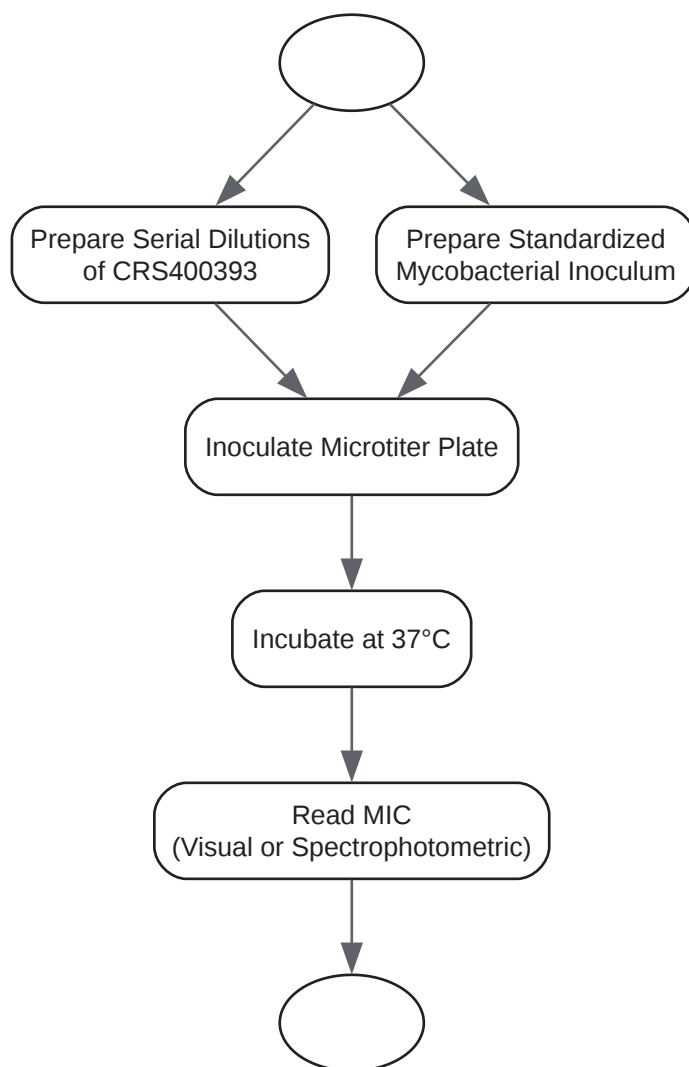 Prepare Serial Dilutions
of CRS400393
Prepare Standardized
Mycobacterial Inoculum
Inoculate Microtiter Plate
Incubate at 37°C
Read MIC
(Visual or Spectrophotometric)